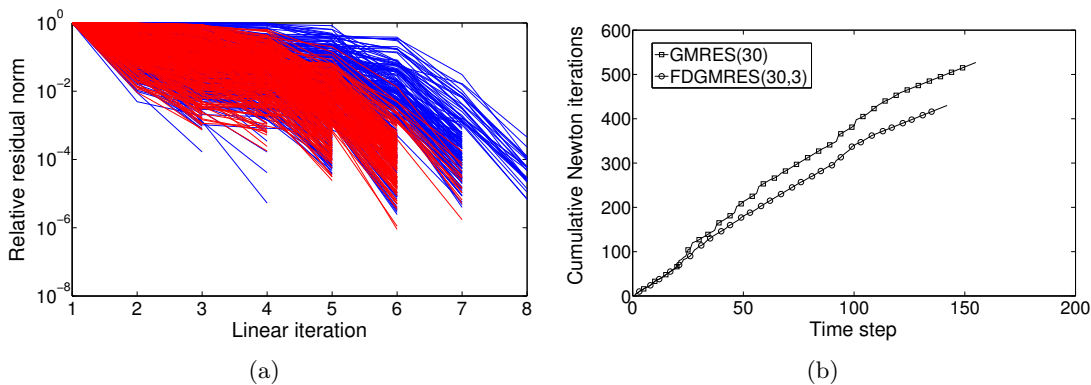 Relative residual norm
10^0
10^-2
10^-4
10^-6
10^-8
1 2 3 4 5 6 7 8
Linear iteration
(a)
Cumulative Newton iterations
600
500
400
300
200
100
0
GMRES(30)
FDGMRES(30,3)
0 50 100 150 200
Time step
(b)